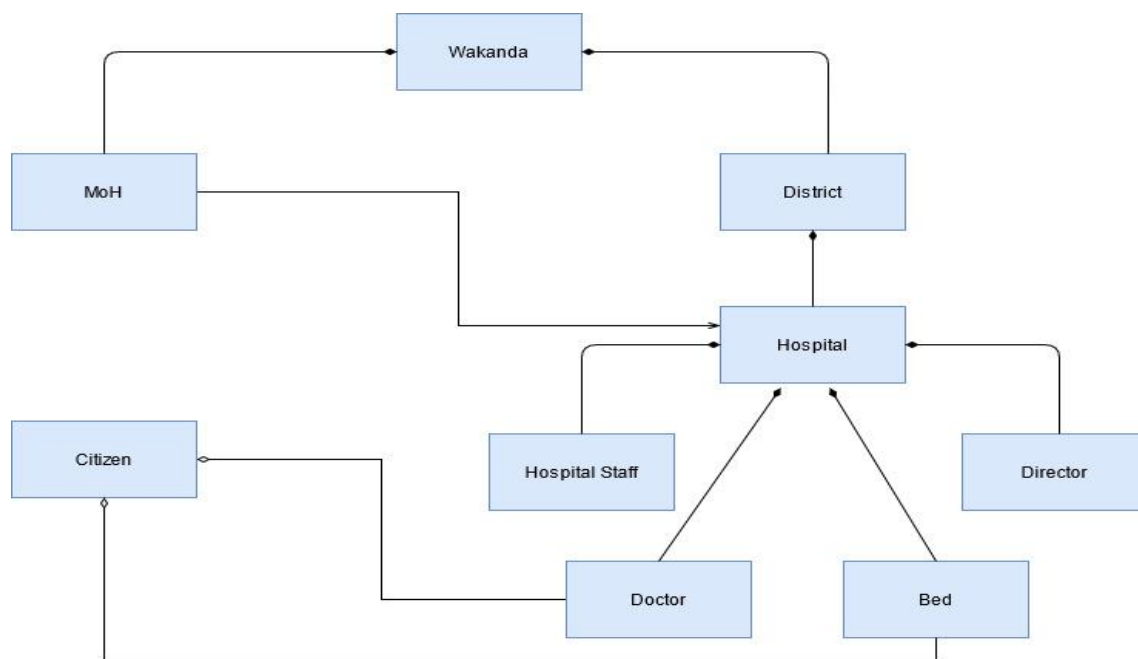 Wakanda
MoH
District
Hospital
Citizen
Hospital Staff
Director
Doctor
Bed